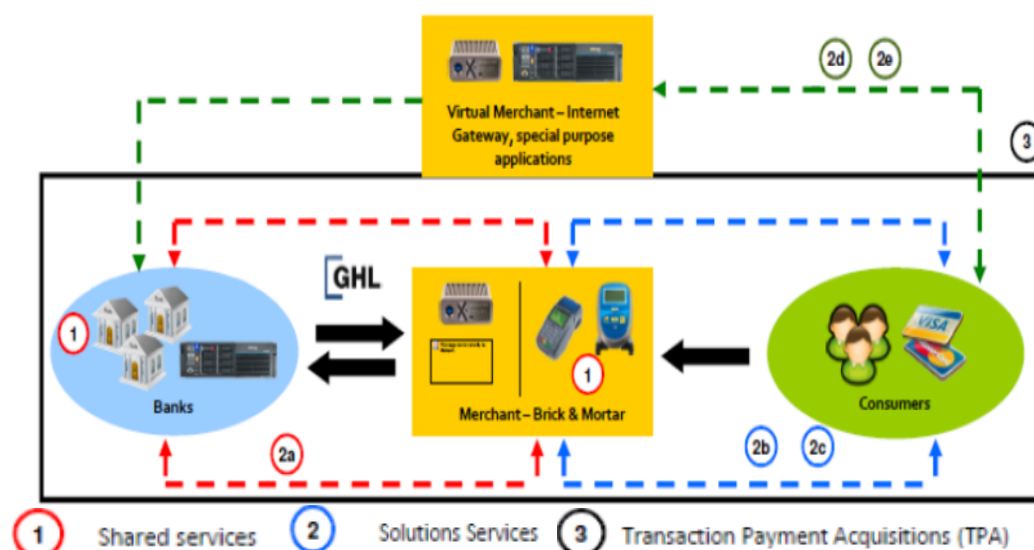 2d 2e
Virtual Merchant – Internet
Gateway, special purpose
applications
3
GHL
1
VISA
1
Banks
Merchant – Brick & Mortar
Consumers
2a
2b 2c
1 Shared services 2 Solutions Services 3 Transaction Payment Acquisitions (TPA)